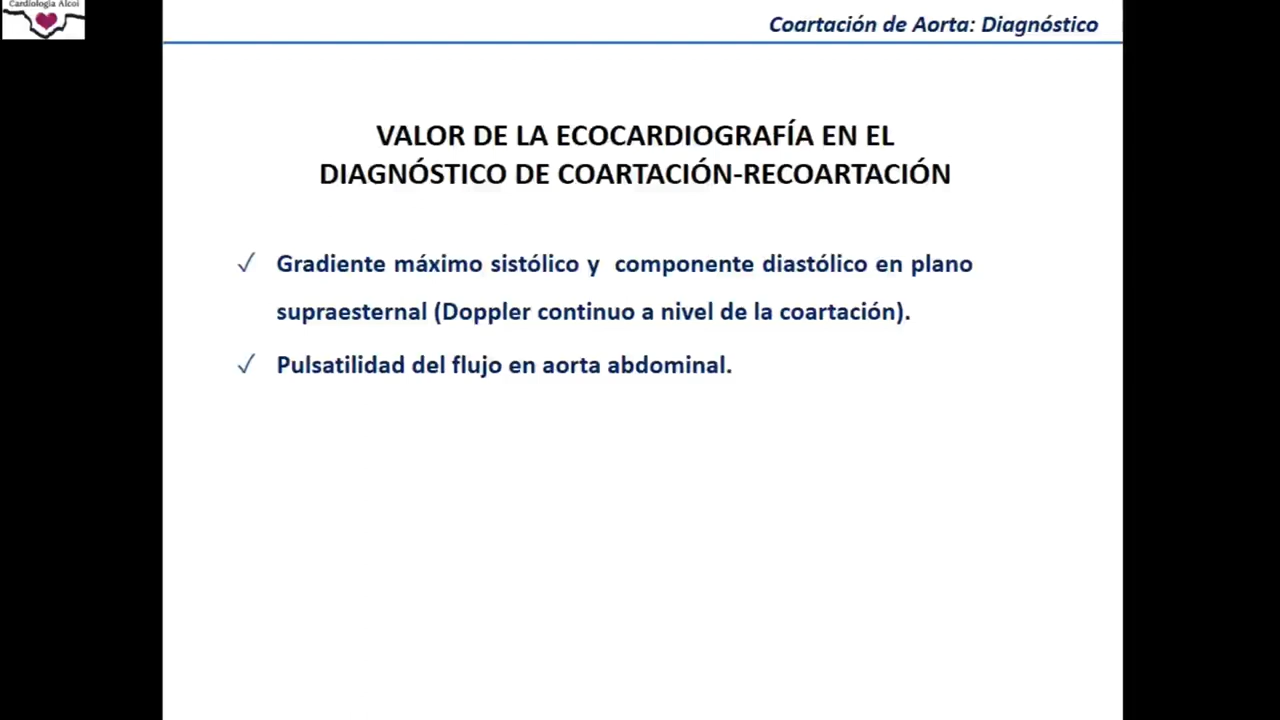 Cardiología Alcoi
Coartación de Aorta: Diagnóstico
VALOR DE LA ECOCARDIOGRAFÍA EN EL
DIAGNÓSTICO DE COARTACIÓN-RECOARTACIÓN
✓ Gradiente máximo sistólico y componente diastólico en plano
supraesternal (Doppler continuo a nivel de la coartación).
✓ Pulsatilidad del flujo en aorta abdominal.